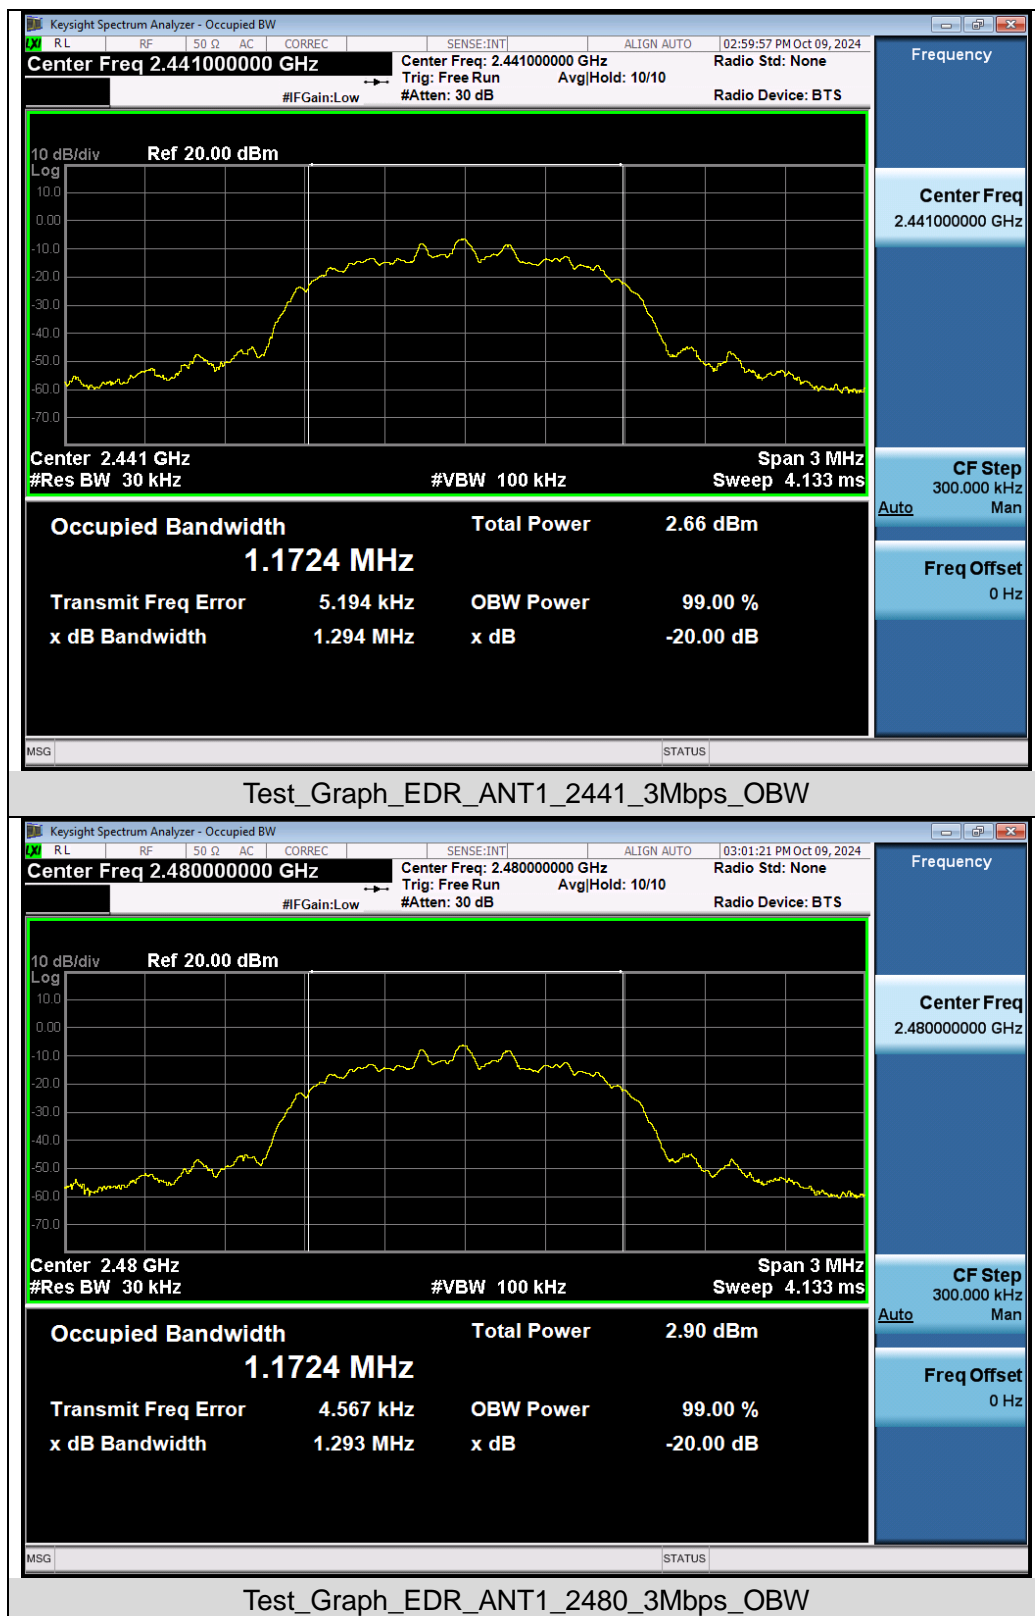 Keysight Spectrum Analyzer - Occupied BW
LXI RL RF 50 Ω AC CORREC SENSE:INT ALIGN AUTO 02:59:57 PM Oct 09, 2024
Center Freq 2.441000000 GHz
Center Freq: 2.441000000 GHz Radio Std: None
Trig: Free Run Avg|Hold: 10/10
#IFGain:Low #Atten: 30 dB Radio Device: BTS
Frequency
10 dB/div Ref 20.00 dBm
Log
10.0
0.00
-10.0
-20.0
-30.0
-40.0
-50.0
-60.0
-70.0
Center 2.441 GHz Span 3 MHz
#Res BW 30 kHz #VBW 100 kHz Sweep 4.133 ms
Center Freq
2.441000000 GHz
CF Step
300.000 kHz
Auto Man
Freq Offset
0 Hz
Occupied Bandwidth Total Power 2.66 dBm
1.1724 MHz
Transmit Freq Error 5.194 kHz OBW Power 99.00 %
x dB Bandwidth 1.294 MHz x dB -20.00 dB
MSG STATUS
Test_Graph_EDR_ANT1_2441_3Mbps_OBW
Keysight Spectrum Analyzer - Occupied BW
LXI RL RF 50 Ω AC CORREC SENSE:INT ALIGN AUTO 03:01:21 PM Oct 09, 2024
Center Freq 2.480000000 GHz
Center Freq: 2.480000000 GHz Radio Std: None
Trig: Free Run Avg|Hold: 10/10
#IFGain:Low #Atten: 30 dB Radio Device: BTS
Frequency
10 dB/div Ref 20.00 dBm
Log
10.0
0.00
-10.0
-20.0
-30.0
-40.0
-50.0
-60.0
-70.0
Center 2.48 GHz Span 3 MHz
#Res BW 30 kHz #VBW 100 kHz Sweep 4.133 ms
Center Freq
2.480000000 GHz
CF Step
300.000 kHz
Auto Man
Freq Offset
0 Hz
Occupied Bandwidth Total Power 2.90 dBm
1.1724 MHz
Transmit Freq Error 4.567 kHz OBW Power 99.00 %
x dB Bandwidth 1.293 MHz x dB -20.00 dB
MSG STATUS
Test_Graph_EDR_ANT1_2480_3Mbps_OBW